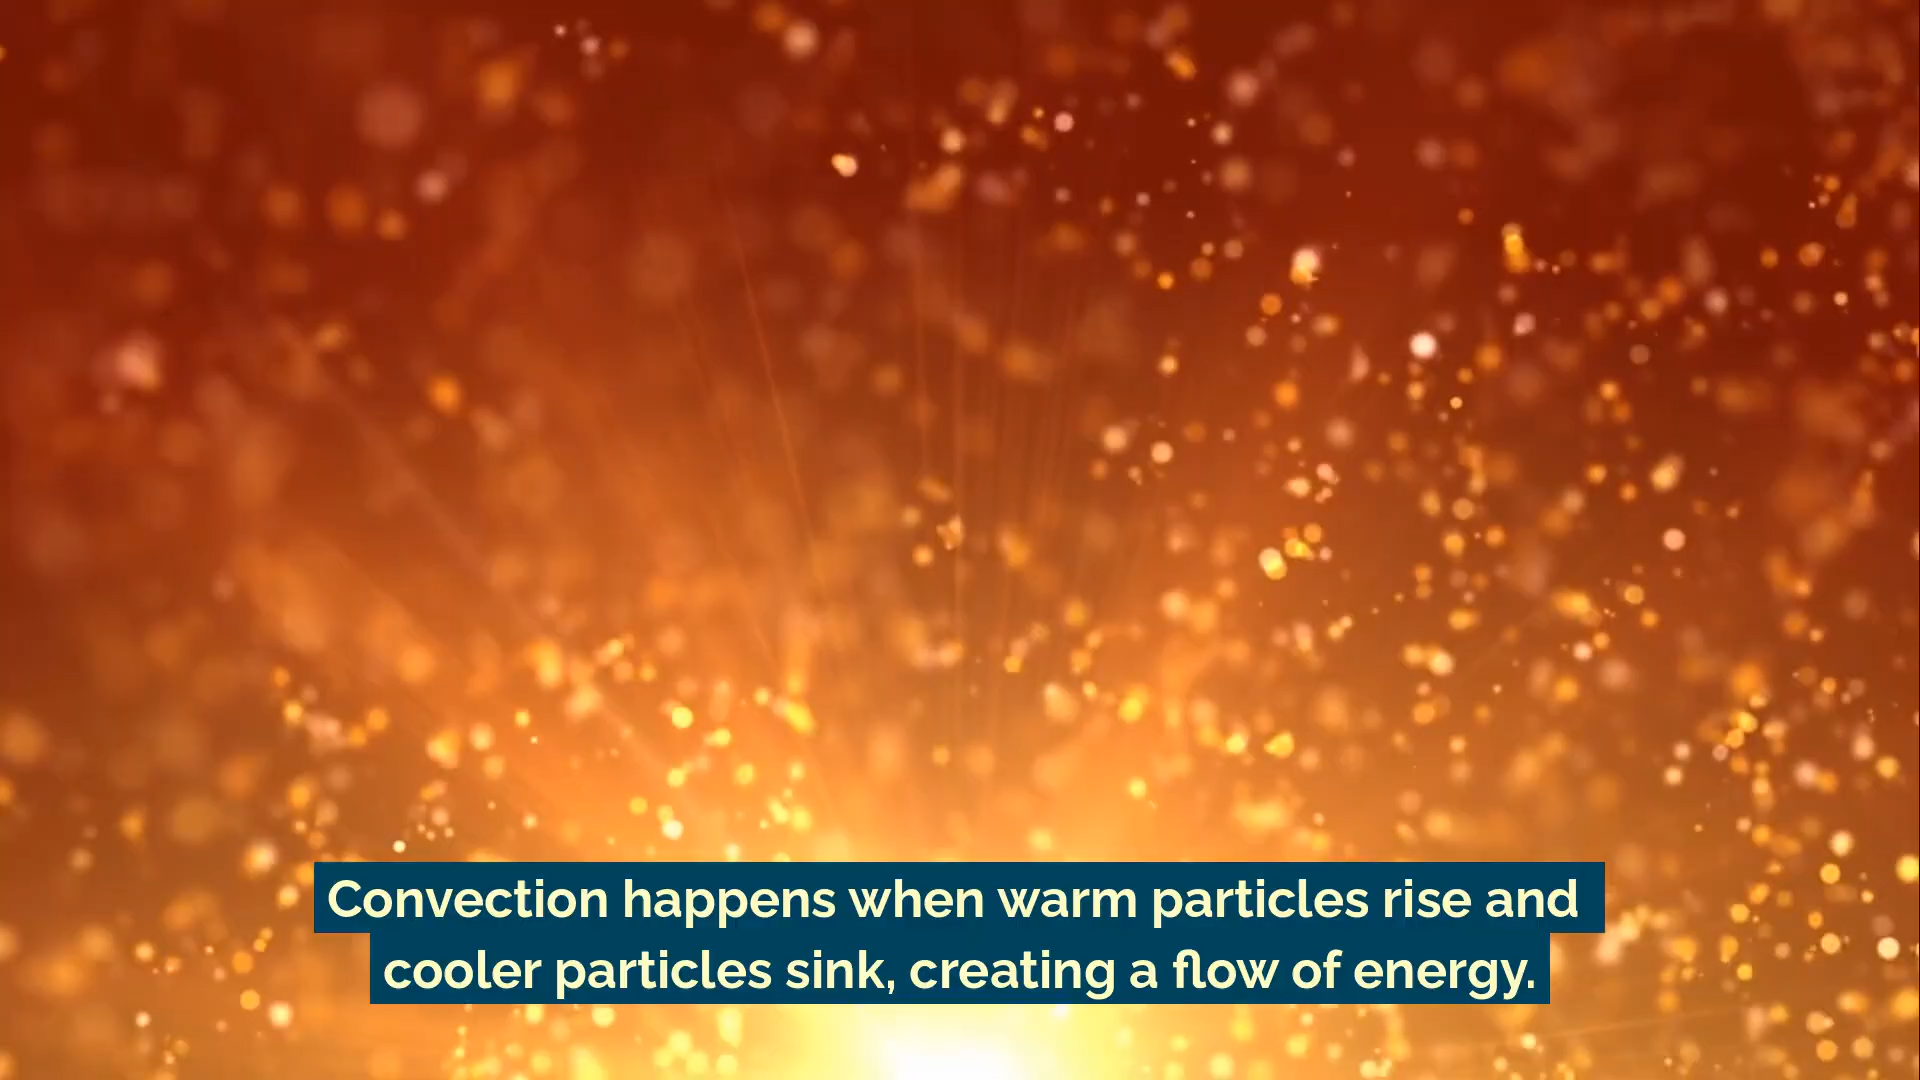 Convection happens when warm particles rise and
cooler particles sink, creating a flow of energy.